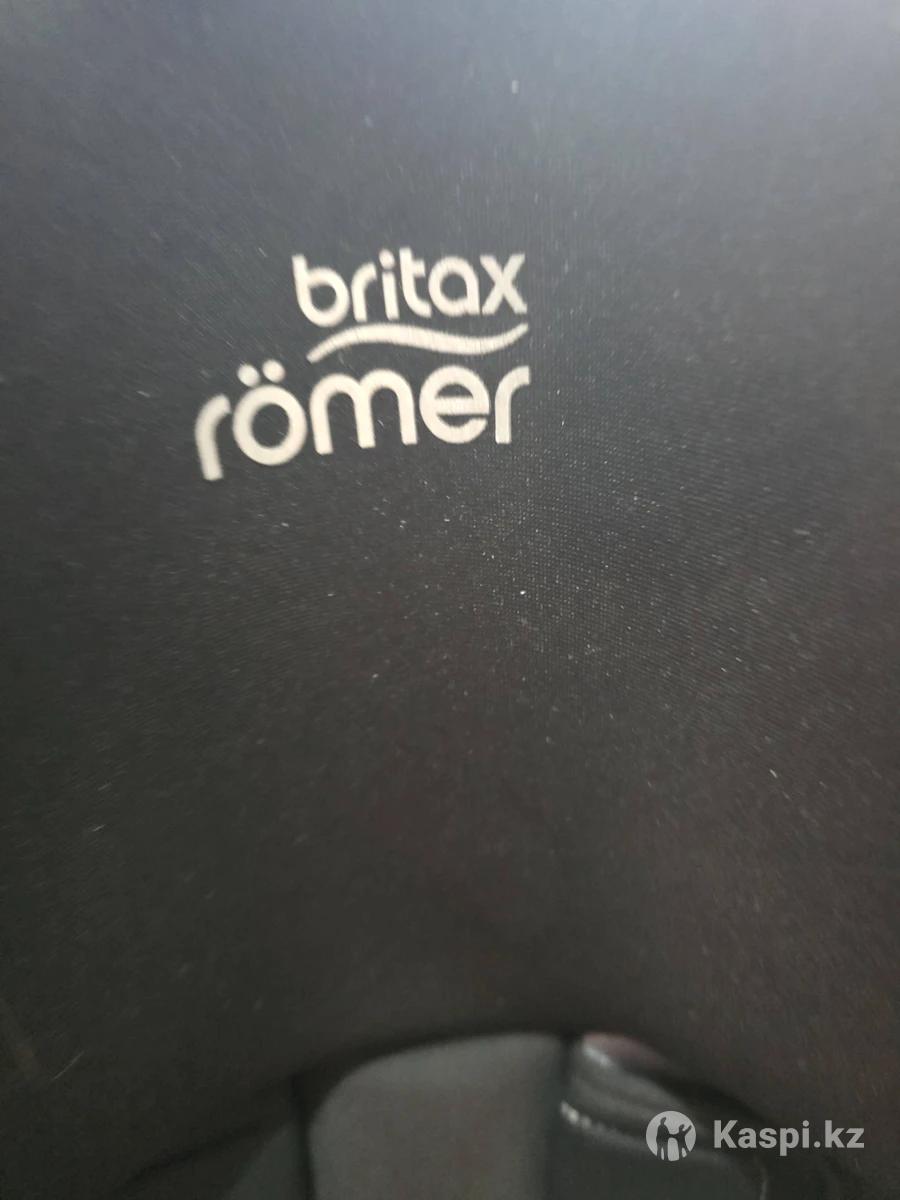 britax
römer
Kaspi.kz